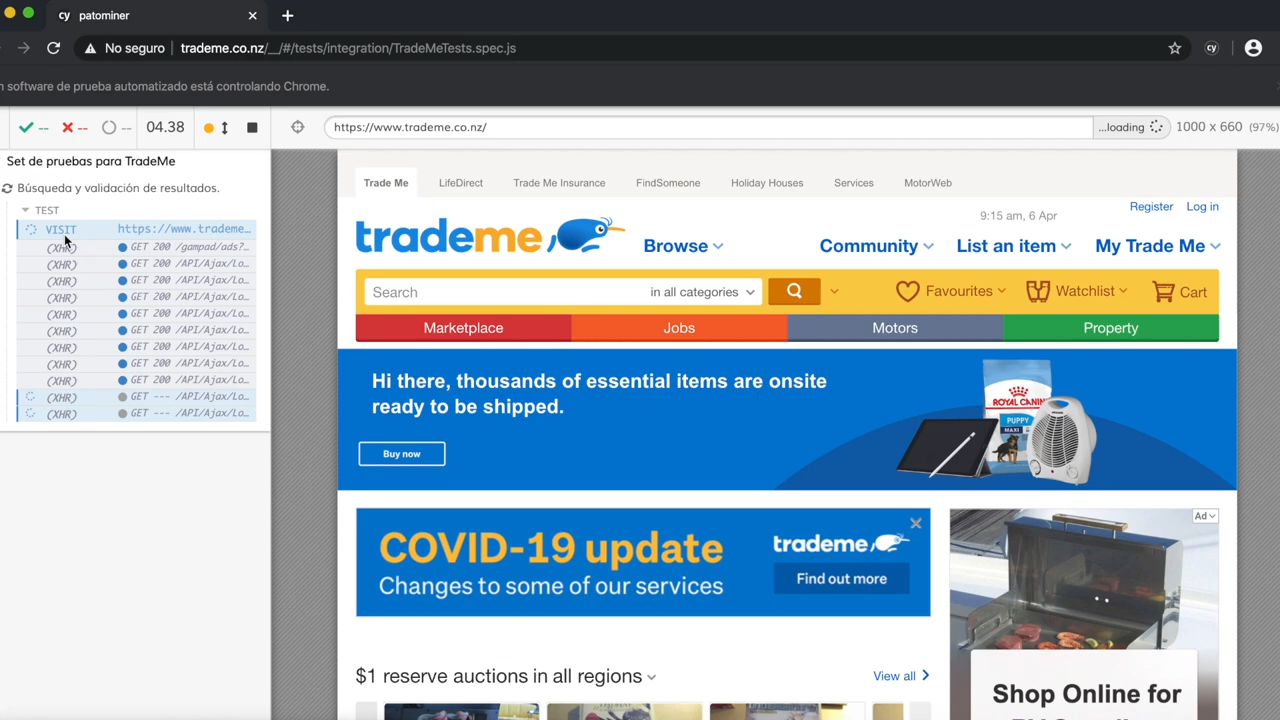 cy patominer
No seguro trademe.co.nz/__/#/tests/integration/TradeMeTests.spec.js
cy
software de prueba automatizado está controlando Chrome.
-- -- -- 04.38
https://www.trademe.co.nz/ ...loading 1000 x 660 (97%)
Set de pruebas para TradeMe
Búsqueda y validación de resultados.
TEST
VISIT https://www.trademe...
(XHR) GET 200 /gampad/ads?...
(XHR) GET 200 /API/Ajax/Lo...
(XHR) GET 200 /API/Ajax/Lo...
(XHR) GET 200 /API/Ajax/Lo...
(XHR) GET 200 /API/Ajax/Lo...
(XHR) GET 200 /API/Ajax/Lo...
(XHR) GET 200 /API/Ajax/Lo...
(XHR) GET 200 /API/Ajax/Lo...
(XHR) GET 200 /API/Ajax/Lo...
(XHR) GET --- /API/Ajax/Lo...
(XHR) GET --- /API/Ajax/Lo...
Trade Me LifeDirect Trade Me Insurance FindSomeone Holiday Houses Services MotorWeb
Register Log in
9:15 am, 6 Apr
trademe
Browse Community List an item My Trade Me
Search in all categories Favourites Watchlist Cart
Marketplace Jobs Motors Property
Hi there, thousands of essential items are onsite
ready to be shipped.
Buy now
ROYAL CANIN
PUPPY
MAXI
COVID-19 update
Changes to some of our services
trademe
Find out more
Ad
$1 reserve auctions in all regions View all
Shop Online for